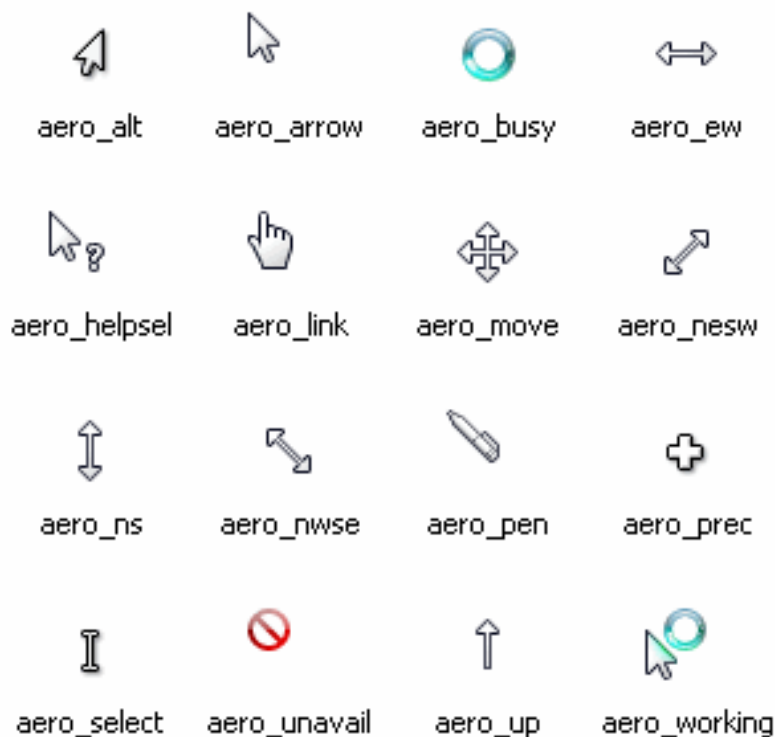 aero_alt aero_arrow aero_busy aero_ew
aero_helpsel aero_link aero_move aero_nesw
aero_ns aero_nwse aero_pen aero_prec
aero_select aero_unavail aero_up aero_working